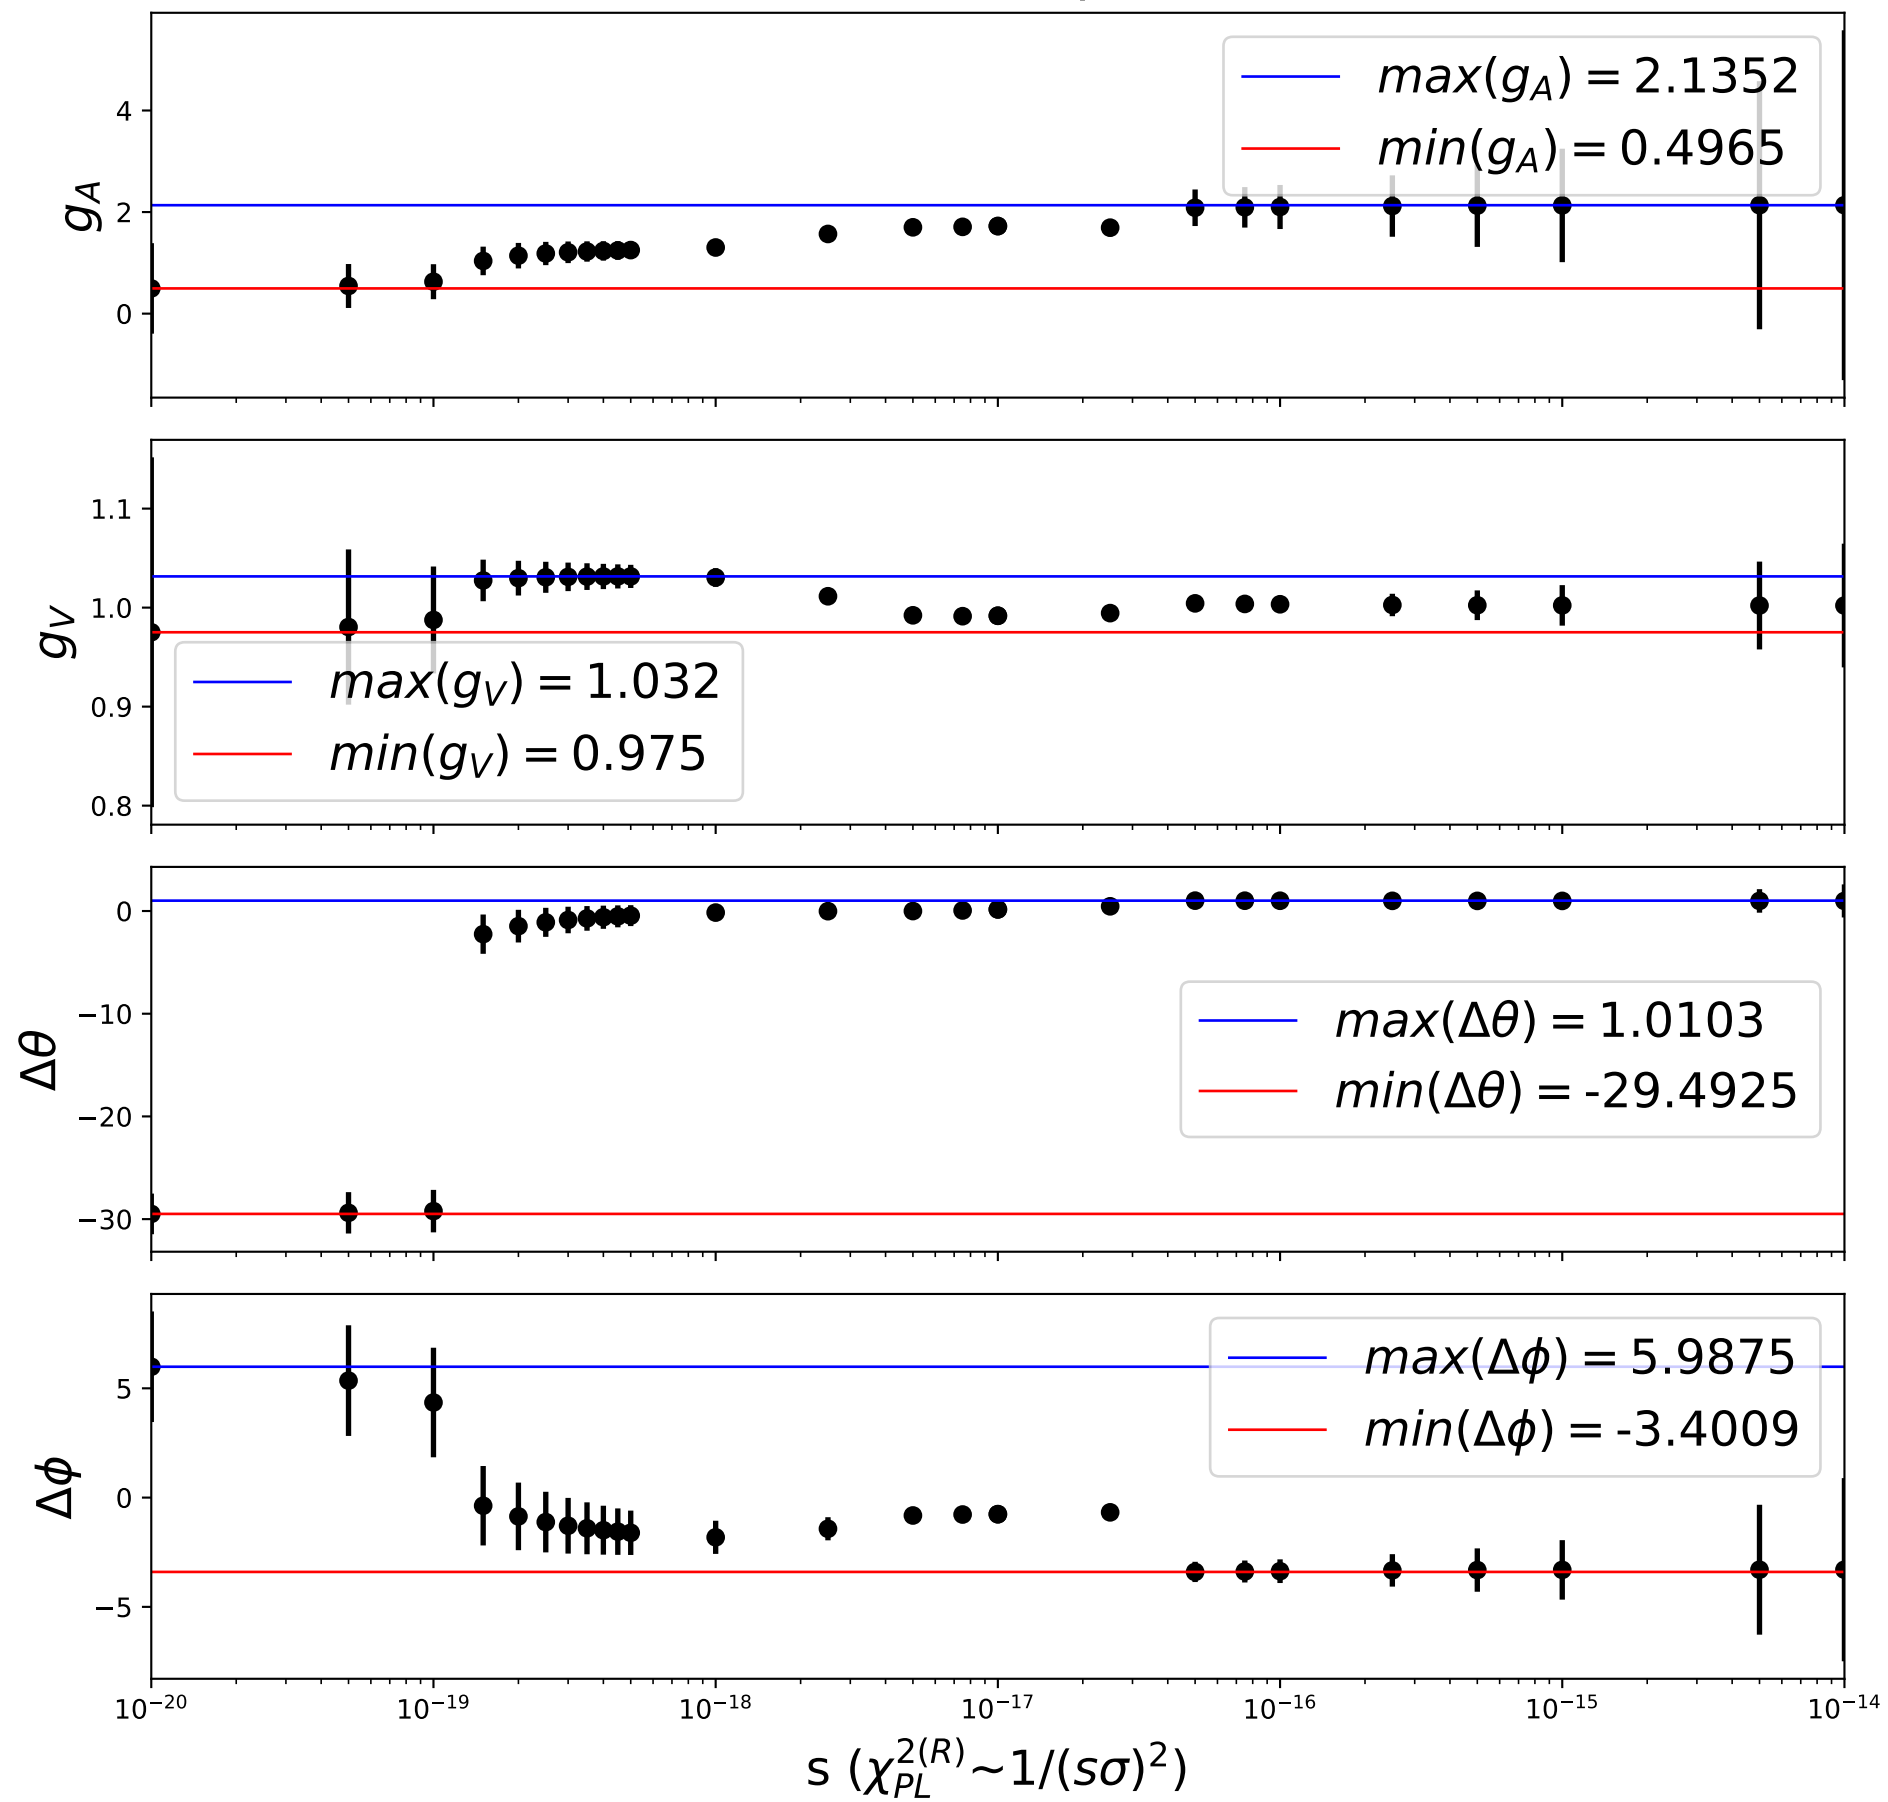 4
2
0
g_A
max(g_A) = 2.1352
min(g_A) = 0.4965
1.1
1.0
0.9
0.8
g_V
max(g_V) = 1.032
min(g_V) = 0.975
0
−10
−20
−30
Δθ
max(Δθ) = 1.0103
min(Δθ) = -29.4925
5
0
−5
Δϕ
max(Δϕ) = 5.9875
min(Δϕ) = -3.4009
10^{−20} 10^{−19} 10^{−18} 10^{−17} 10^{−16} 10^{−15} 10^{−14}
s (χ_{PL}^{2(R)}~1/(sσ)^2)